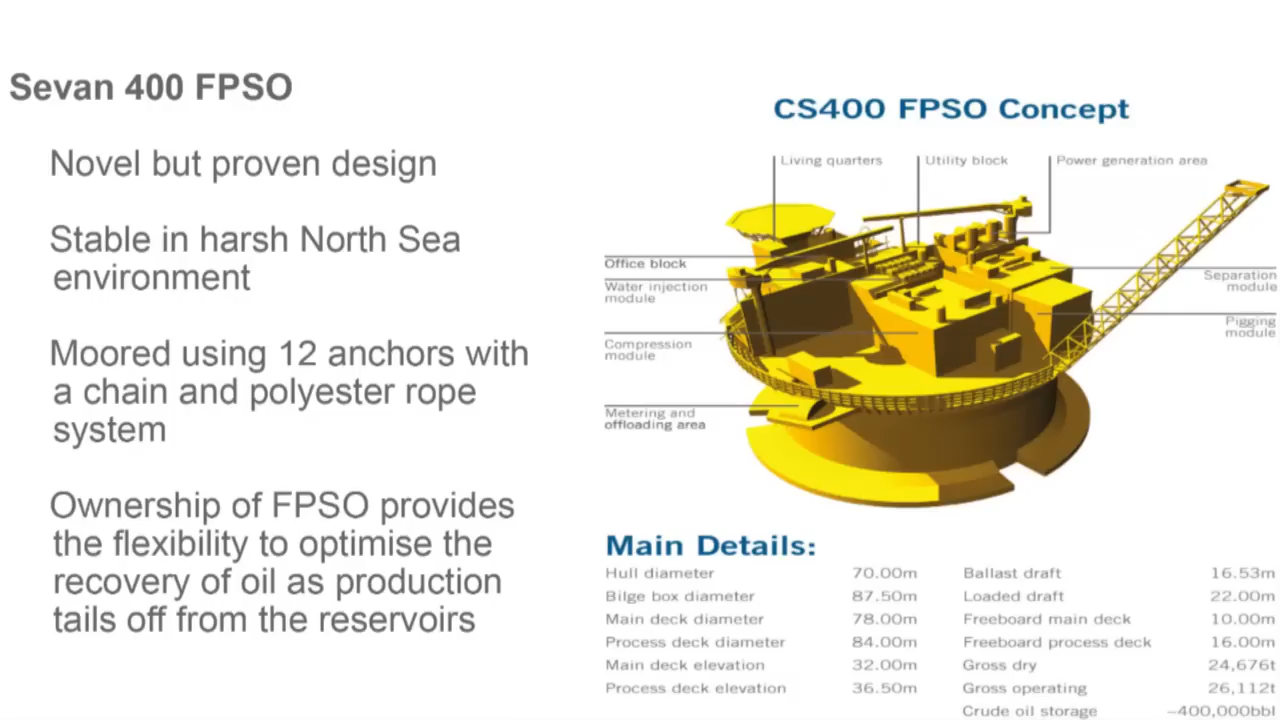 Sevan 400 FPSO
Novel but proven design
Stable in harsh North Sea
environment
Moored using 12 anchors with
a chain and polyester rope
system
Ownership of FPSO provides
the flexibility to optimise the
recovery of oil as production
tails off from the reservoirs
CS400 FPSO Concept
Living quarters
Utility block
Power generation area
Office block
Water injection
module
Compression
module
Metering and
offloading area
Separation
module
Pigging
module
Main Details:
Hull diameter 70.00m
Bilge box diameter 87.50m
Main deck diameter 78.00m
Process deck diameter 84.00m
Main deck elevation 32.00m
Process deck elevation 36.50m
Ballast draft 16.53m
Loaded draft 22.00m
Freeboard main deck 10.00m
Freeboard process deck 16.00m
Gross dry 24,676t
Gross operating 26,112t
Crude oil storage ~400,000bbl